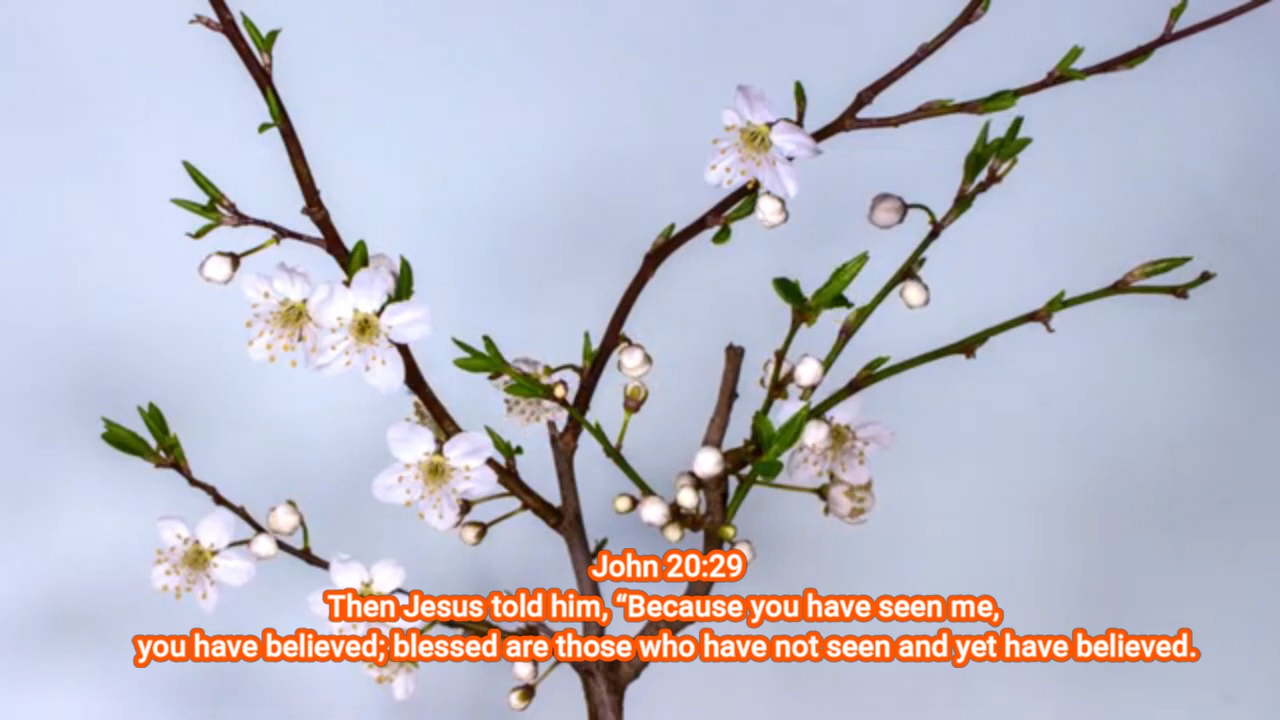 John 20:29
Then Jesus told him, “Because you have seen me,
you have believed; blessed are those who have not seen and yet have believed.